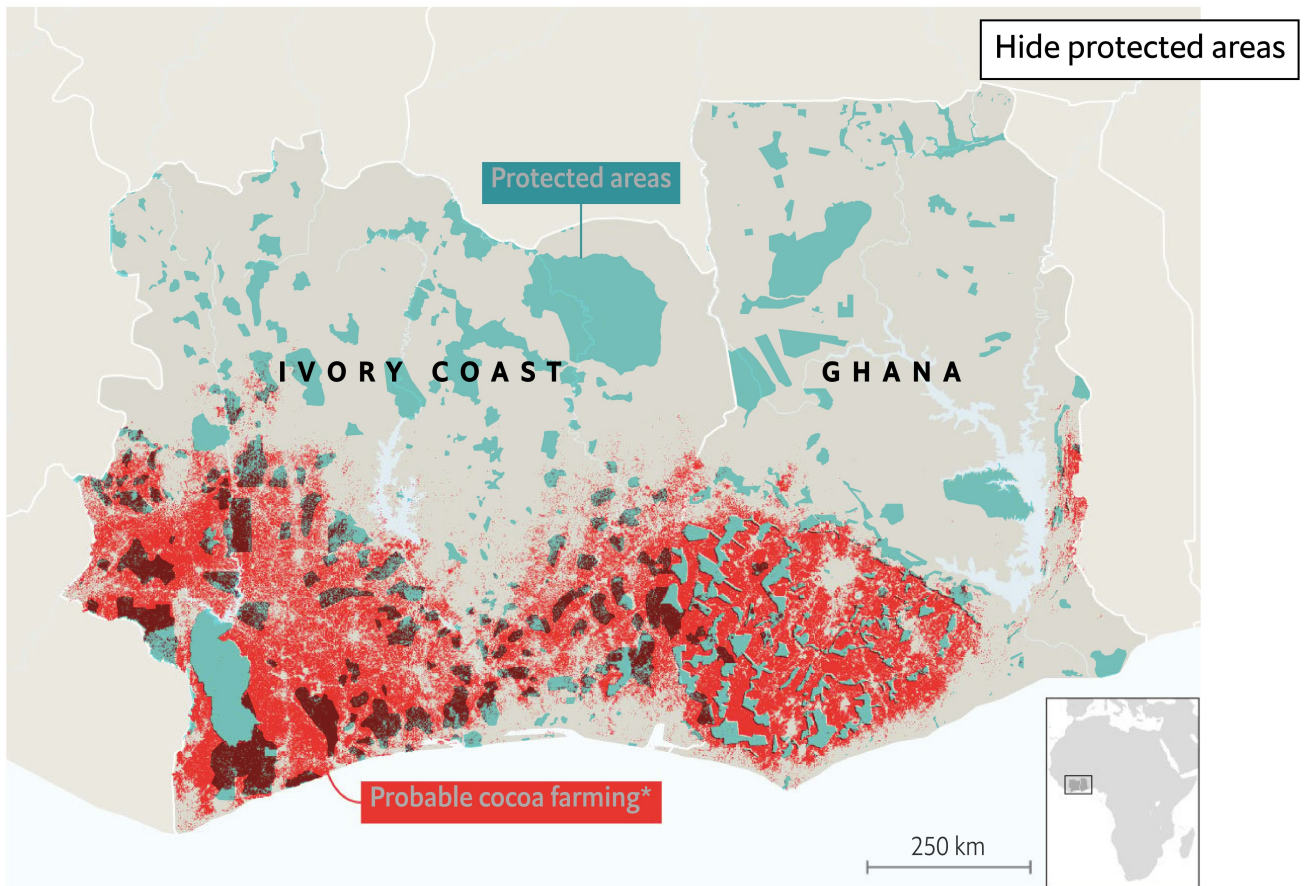 Hide protected areas
Protected areas
IVORY COAST
GHANA
Probable cocoa farming*
250 km